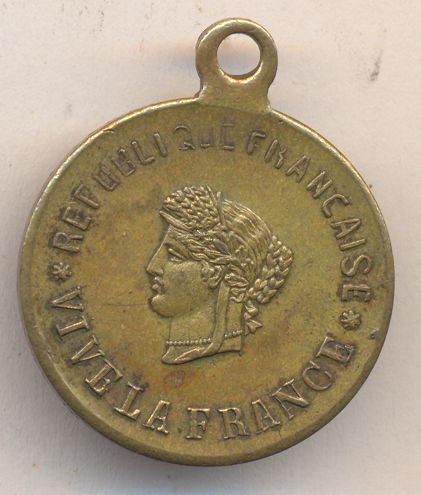 REPUBLIQUE FRANCAISE
* VIVE LA FRANCE *